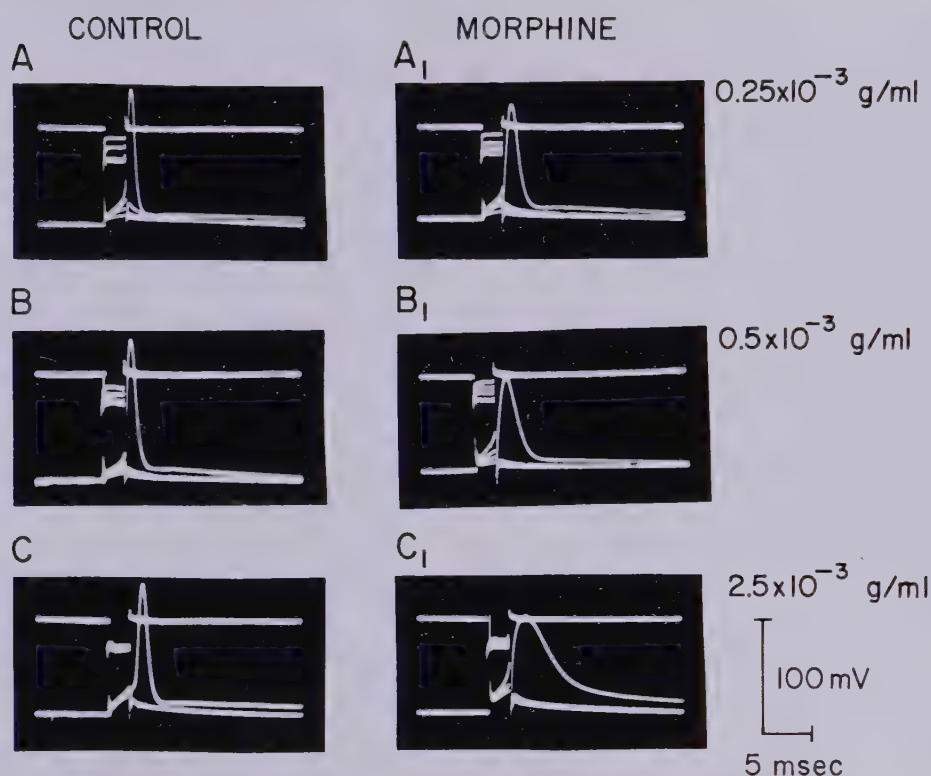 CONTROL MORPHINE
A A₁ 0.25x10⁻³ g/ml
B B₁ 0.5x10⁻³ g/ml
C C₁ 2.5x10⁻³ g/ml
100 mV
5 msec